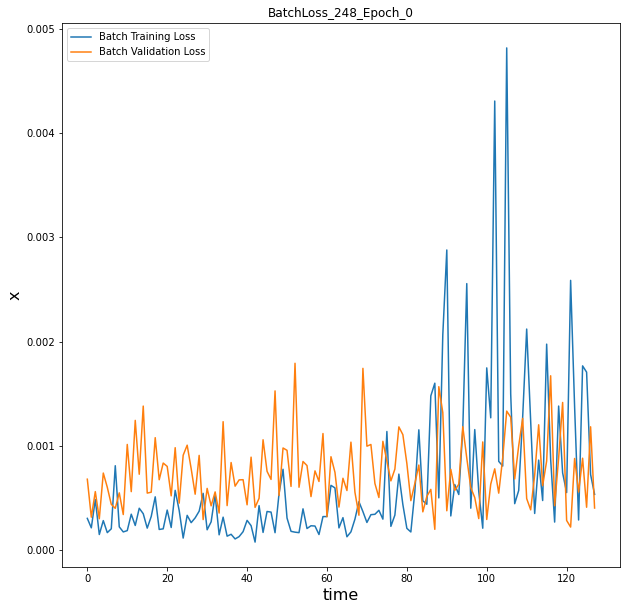 BatchLoss_248_Epoch_0
Batch Training Loss
Batch Validation Loss
0.005
0.004
0.003
0.002
0.001
0.000
x
0 20 40 60 80 100 120
time